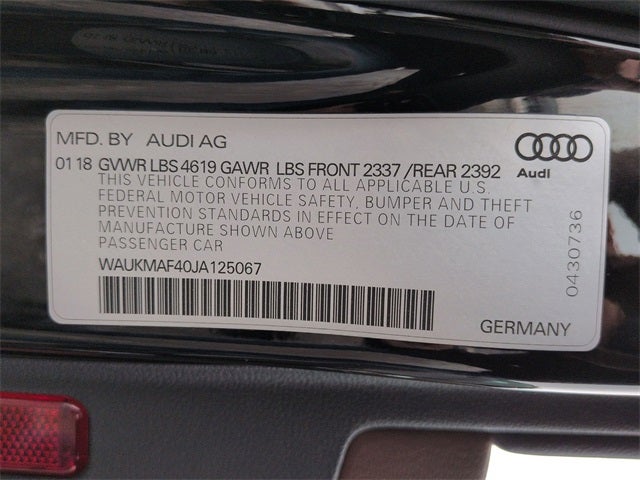 MFD. BY AUDI AG
01 18 GVWR LBS 4619 GAWR LBS FRONT 2337 /REAR 2392
Audi
THIS VEHICLE CONFORMS TO ALL APPLICABLE U.S.
FEDERAL MOTOR VEHICLE SAFETY, BUMPER AND THEFT
PREVENTION STANDARDS IN EFFECT ON THE DATE OF
MANUFACTURE SHOWN ABOVE
PASSENGER CAR
WAUKMAF40JA125067
0430736
GERMANY